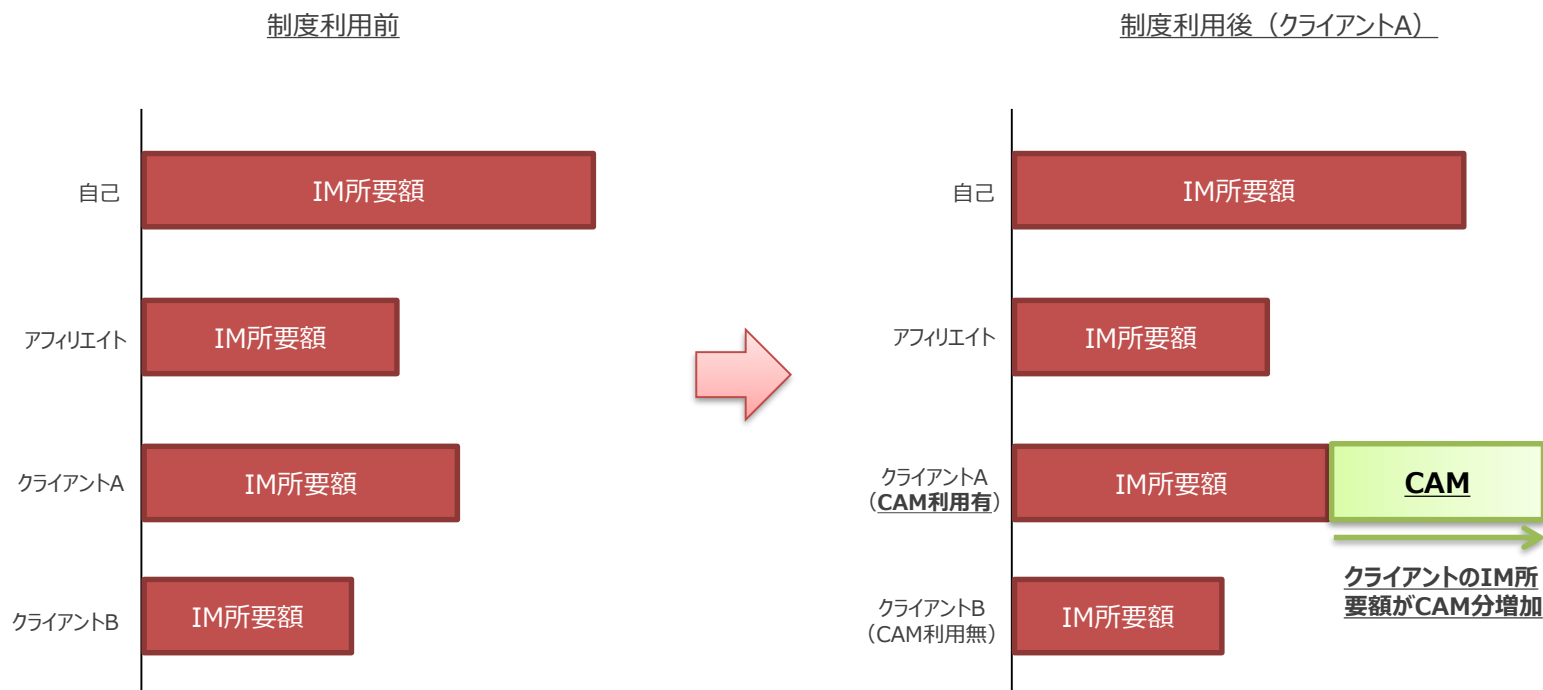 制度利用前
自己
IM所要額
アフィリエイト
IM所要額
クライアントA
IM所要額
クライアントB
IM所要額
制度利用後（クライアントA）
自己
IM所要額
アフィリエイト
IM所要額
クライアントA
（CAM利用有）
IM所要額
CAM
クライアントのIM所
要額がCAM分増加
クライアントB
（CAM利用無）
IM所要額